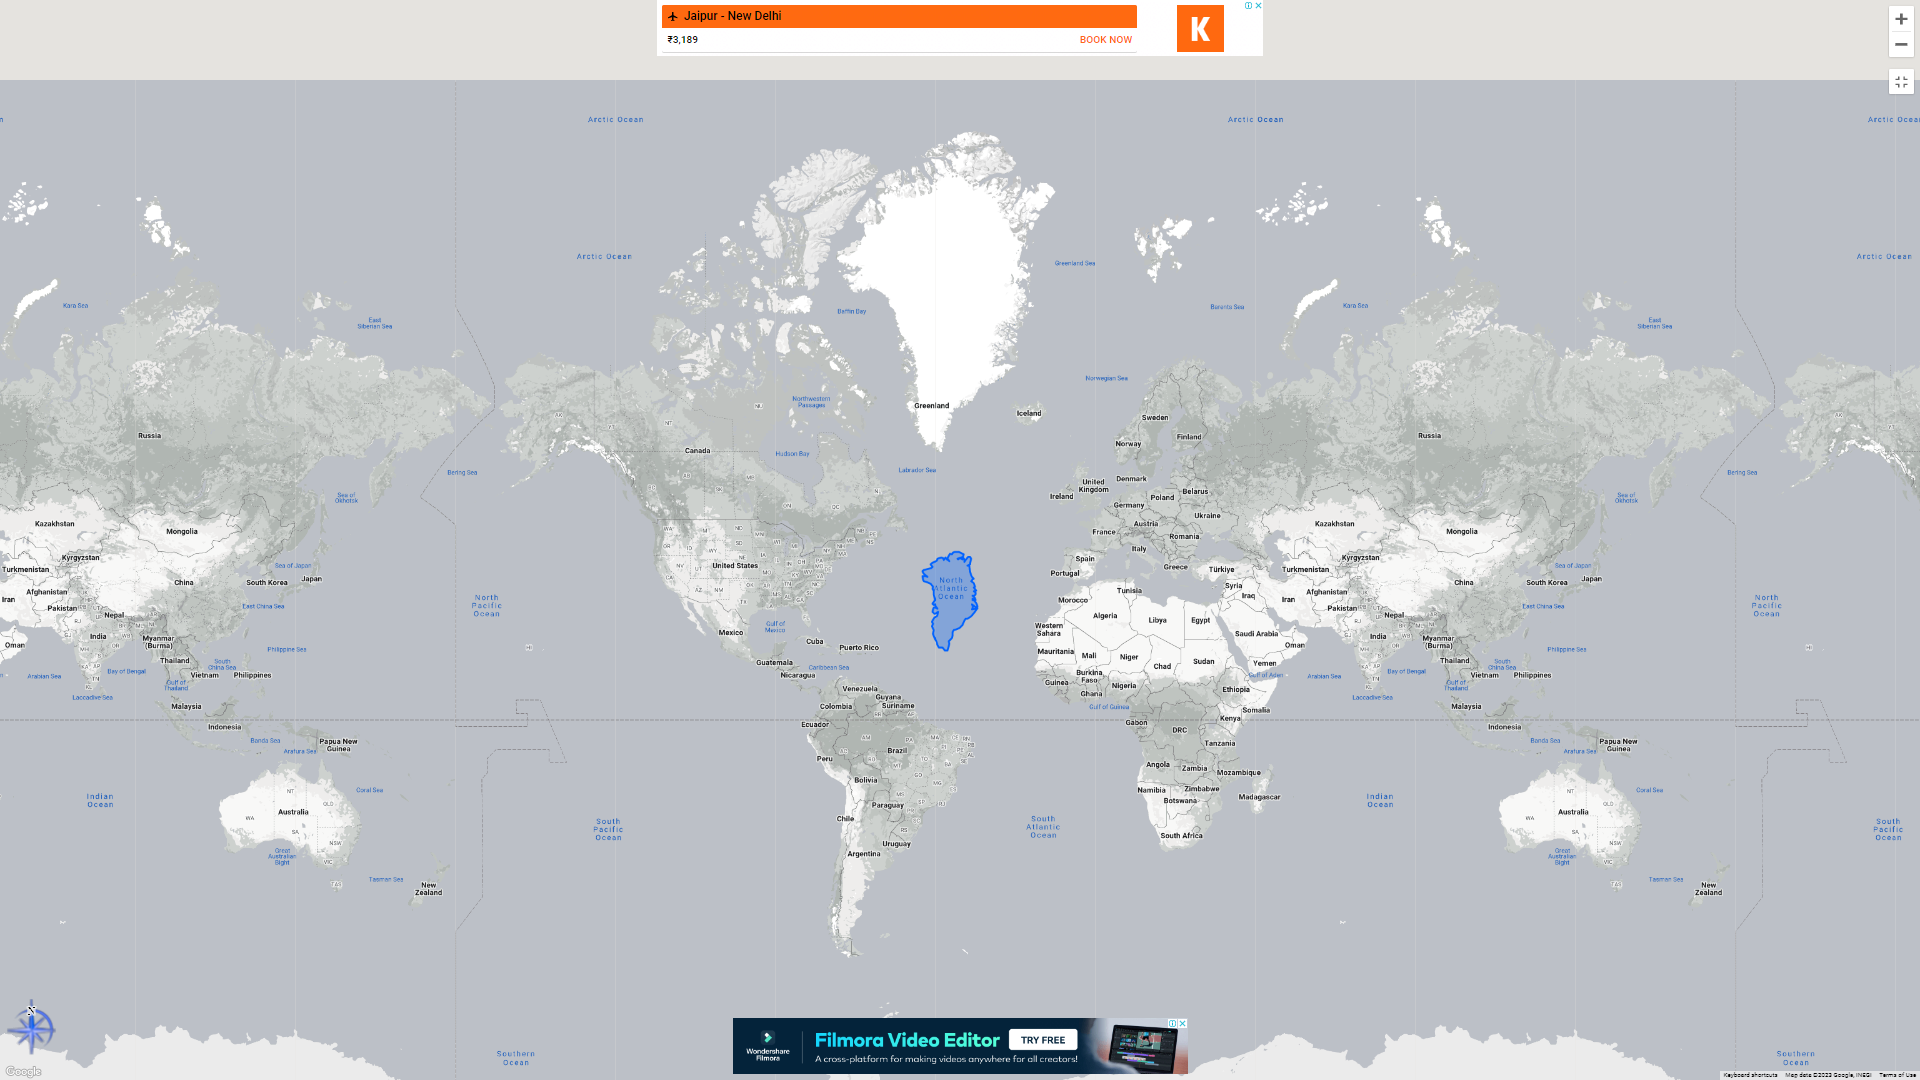 Jaipur - New Delhi
₹3,189
BOOK NOW
K
Arctic Ocean
Arctic Ocean
Arctic Ocean
Arctic Ocean
Greenland Sea
Arctic Ocean
Kara Sea
Baffin Bay
Barents Sea
Kara Sea
East
Siberian Sea
East
Siberian Sea
Norwegian Sea
Northwestern
Passages
Greenland
Iceland
Sweden
Russia
Finland
Russia
Norway
Canada
Hudson Bay
Labrador Sea
Bering Sea
Bering Sea
Sea of
Okhotsk
United
Kingdom
Denmark
Ireland
Poland
Belarus
Sea of
Okhotsk
Germany
Ukraine
Kazakhstan
Mongolia
France
Austria
Romania
Kazakhstan
Mongolia
Italy
Kyrgyzstan
Spain
Kyrgyzstan
Turkmenistan
Sea of Japan
United States
Greece
Türkiye
Turkmenistan
Sea of Japan
China
South Korea
Japan
Portugal
China
South Korea
Japan
North
Atlantic
Ocean
Afghanistan
Tunisia
Syria
Afghanistan
Iran
Pakistan
East China Sea
North
Pacific
Ocean
Morocco
Iraq
Iran
Pakistan
East China Sea
North
Pacific
Ocean
Nepal
Algeria
Libya
Egypt
Nepal
Gulf of
Mexico
Western
Sahara
Saudi Arabia
India
Myanmar
(Burma)
Mexico
Cuba
India
Myanmar
(Burma)
Oman
Philippine Sea
Puerto Rico
Mauritania
Mali
Niger
Chad
Sudan
Oman
Philippine Sea
Thailand
South
China Sea
Guatemala
Caribbean Sea
Yemen
Thailand
South
China Sea
Arabian Sea
Bay of Bengal
Vietnam
Philippines
Nicaragua
Burkina
Faso
Gulf of Aden
Arabian Sea
Bay of Bengal
Vietnam
Philippines
Gulf of
Thailand
Guinea
Nigeria
Ethiopia
Gulf of
Thailand
Laccadive Sea
Venezuela
Guyana
Ghana
Laccadive Sea
Malaysia
Colombia
Suriname
Gulf of Guinea
Somalia
Malaysia
Indonesia
Ecuador
Gabon
Kenya
Indonesia
DRC
Banda Sea
Papua New
Guinea
Arafura Sea
Brazil
Tanzania
Banda Sea
Papua New
Guinea
Arafura Sea
Peru
Angola
Zambia
Mozambique
Bolivia
Namibia
Zimbabwe
Coral Sea
Botswana
Madagascar
Coral Sea
Indian
Ocean
Paraguay
Indian
Ocean
Australia
Chile
South
Atlantic
Ocean
Australia
South
Pacific
Ocean
South Africa
South
Pacific
Ocean
Uruguay
Great
Australian
Bight
Argentina
Great
Australian
Bight
Tasman Sea
Tasman Sea
New
Zealand
New
Zealand
N
Southern
Ocean
Wondershare
Filmora
Filmora Video Editor
TRY FREE
A cross-platform for making videos anywhere for all creators!
Southern
Ocean
Google
Keyboard shortcuts
Map data ©2023 Google, INEGI
Terms of Use